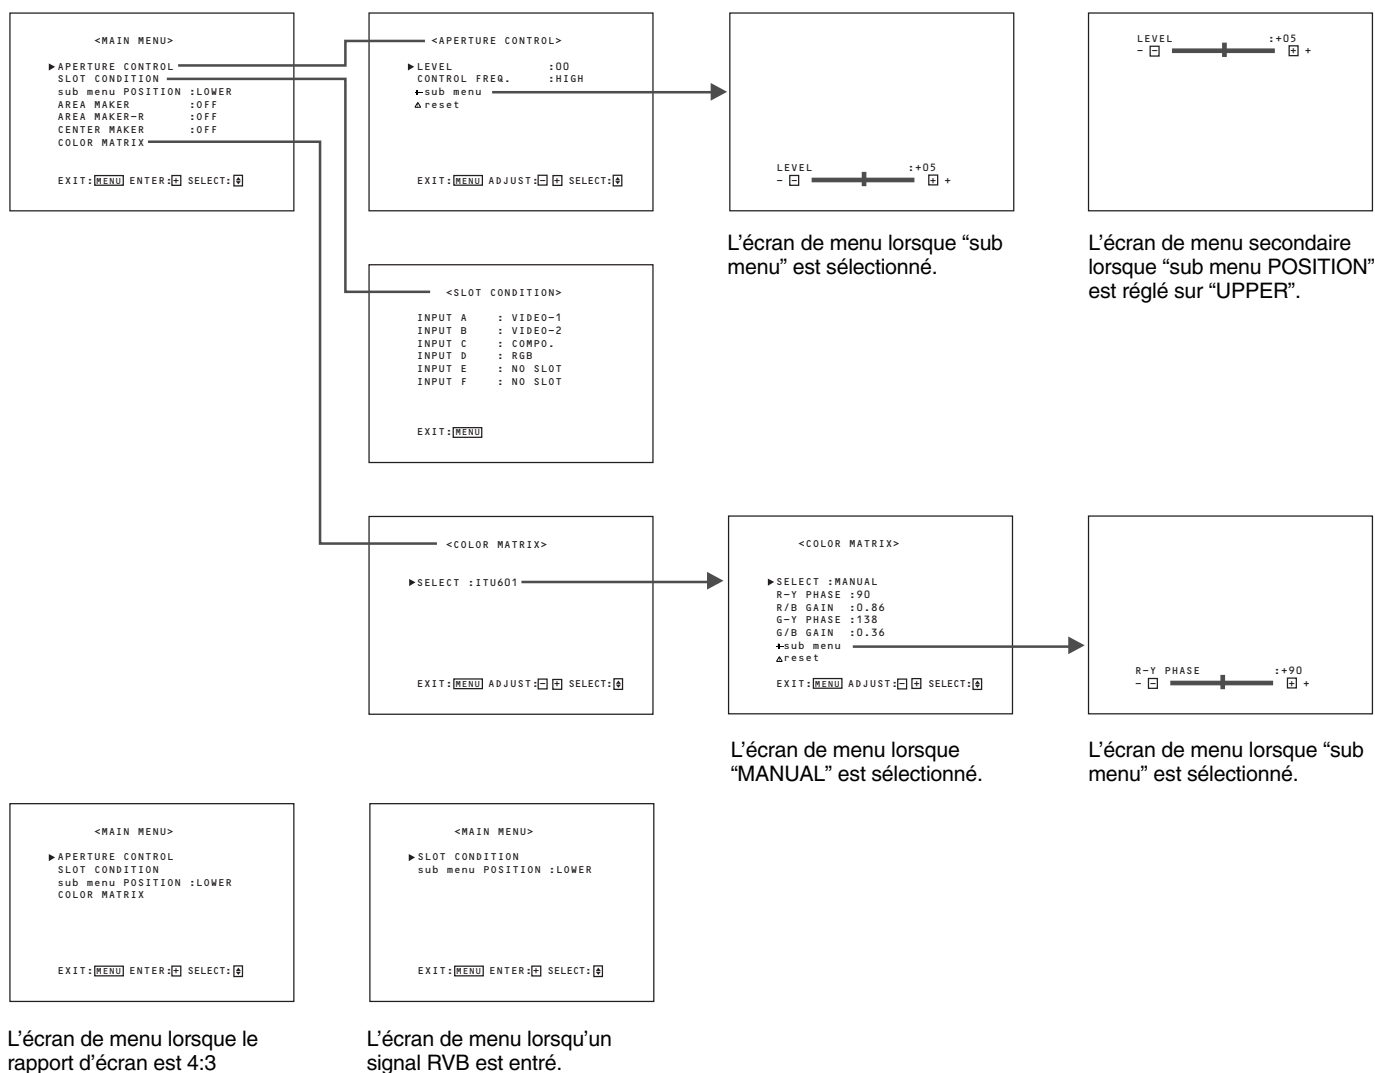 <MAIN MENU>
▶APERTURE CONTROL
SLOT CONDITION
sub menu POSITION :LOWER
AREA MAKER :OFF
AREA MAKER-R :OFF
CENTER MAKER :OFF
COLOR MATRIX
EXIT:MENU ENTER:+ SELECT:
<APERTURE CONTROL>
▶LEVEL :00
CONTROL FREQ. :HIGH
+sub menu
△reset
EXIT:MENU ADJUST:- + SELECT:
LEVEL :+05
- - + +
L’écran de menu lorsque “sub
menu” est sélectionné.
LEVEL :+05
- - + +
L’écran de menu secondaire
lorsque “sub menu POSITION”
est réglé sur “UPPER”.
<SLOT CONDITION>
INPUT A : VIDEO-1
INPUT B : VIDEO-2
INPUT C : COMPO.
INPUT D : RGB
INPUT E : NO SLOT
INPUT F : NO SLOT
EXIT:MENU
<COLOR MATRIX>
▶SELECT :ITU601
EXIT:MENU ADJUST:- + SELECT:
<COLOR MATRIX>
▶SELECT :MANUAL
R-Y PHASE :90
R/B GAIN :0.86
G-Y PHASE :138
G/B GAIN :0.36
+sub menu
△reset
EXIT:MENU ADJUST:- + SELECT:
L’écran de menu lorsque
“MANUAL” est sélectionné.
R-Y PHASE :+90
- - + +
L’écran de menu lorsque “sub
menu” est sélectionné.
<MAIN MENU>
▶APERTURE CONTROL
SLOT CONDITION
sub menu POSITION :LOWER
COLOR MATRIX
EXIT:MENU ENTER:+ SELECT:
L’écran de menu lorsque le
rapport d’écran est 4:3
<MAIN MENU>
▶SLOT CONDITION
sub menu POSITION :LOWER
EXIT:MENU ENTER:+ SELECT:
L’écran de menu lorsqu’un
signal RVB est entré.